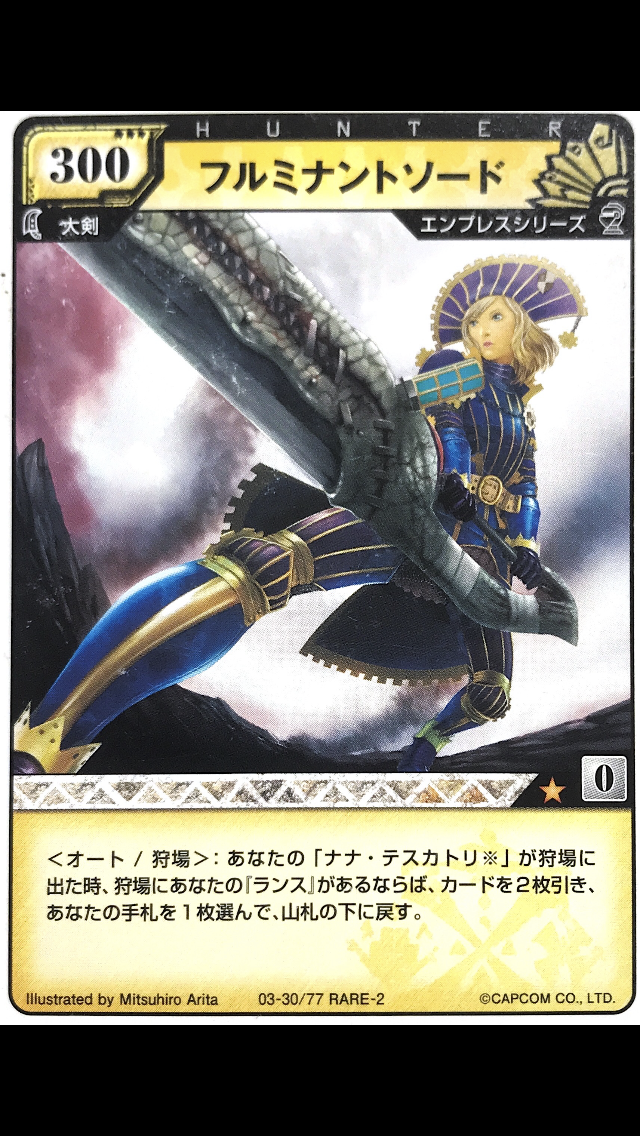 HUNTER
300
フルミナントソード
大剣
エンプレスシリーズ
0
＜オート / 狩場＞：あなたの「ナナ・テスカトリ※」が狩場に
出た時、狩場にあなたの『ランス』があるならば、カードを２枚引き、
あなたの手札を１枚選んで、山札の下に戻す。
Illustrated by Mitsuhiro Arita
03-30/77 RARE-2
©CAPCOM CO., LTD.